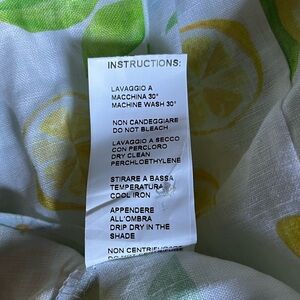 INSTRUCTIONS:
LAVAGGIO A
MACCHINA 30°
MACHINE WASH 30°
NON CANDEGGIARE
DO NOT BLEACH
LAVAGGIO A SECCO
CON PERCLORO
DRY CLEAN
PERCHLOETHYLENE
STIRARE A BASSA
TEMPERATURA
COOL IRON
APPENDERE
ALL'OMBRA
DRIP DRY IN THE
SHADE
NON CENTRIFUGARE